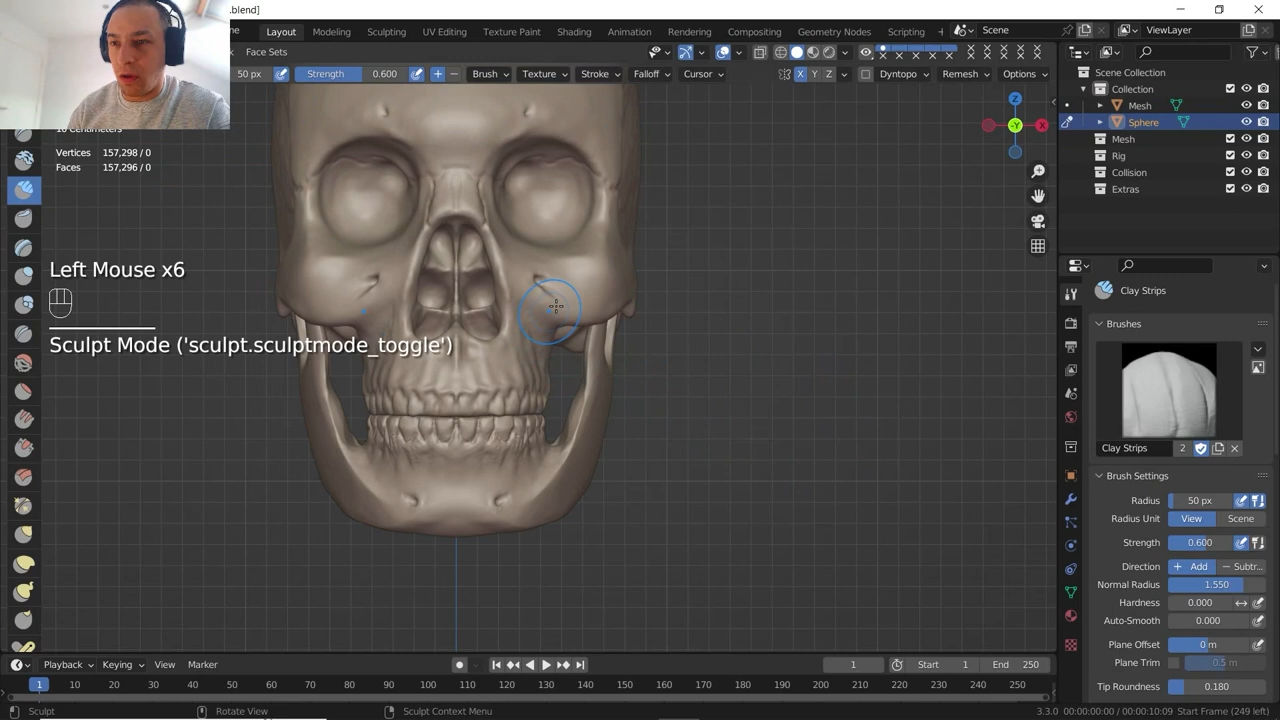 .blend]
Layout Modeling Sculpting UV Editing Texture Paint Shading Animation Rendering Compositing Geometry Nodes Scripting Scene ViewLayer
Face Sets
50 px Strength 0.600 Brush Texture Stroke Falloff Cursor X Y Z Dyntopo Remesh Options
Scene Collection
Collection
Mesh
Sphere
Mesh
Rig
Collision
Extras
Z
-Y
X
Vertices 157,298 / 0
Faces 157,296 / 0
Left Mouse x6
Sculpt Mode ('sculpt.sculptmode_toggle')
Clay Strips
Brushes
Clay Strips 2
Brush Settings
Radius 50 px
Radius Unit View Scene
Strength 0.600
Direction + Add − Subtr...
Normal Radius 1.550
Hardness 0.000
Auto-Smooth 0.000
Plane Offset 0 m
Plane Trim 0.5 m
Tip Roundness 0.180
Playback Keying View Marker 1 Start 1 End 250
1 10 20 30 40 50 60 70 80 90 100 110 120 130 140 150 160 170 180 190 200 210 220 230 240 250
Sculpt Rotate View Sculpt Context Menu 3.3.0 00:00:00:00 / 00:00:10:09 Start Frame (249 left)